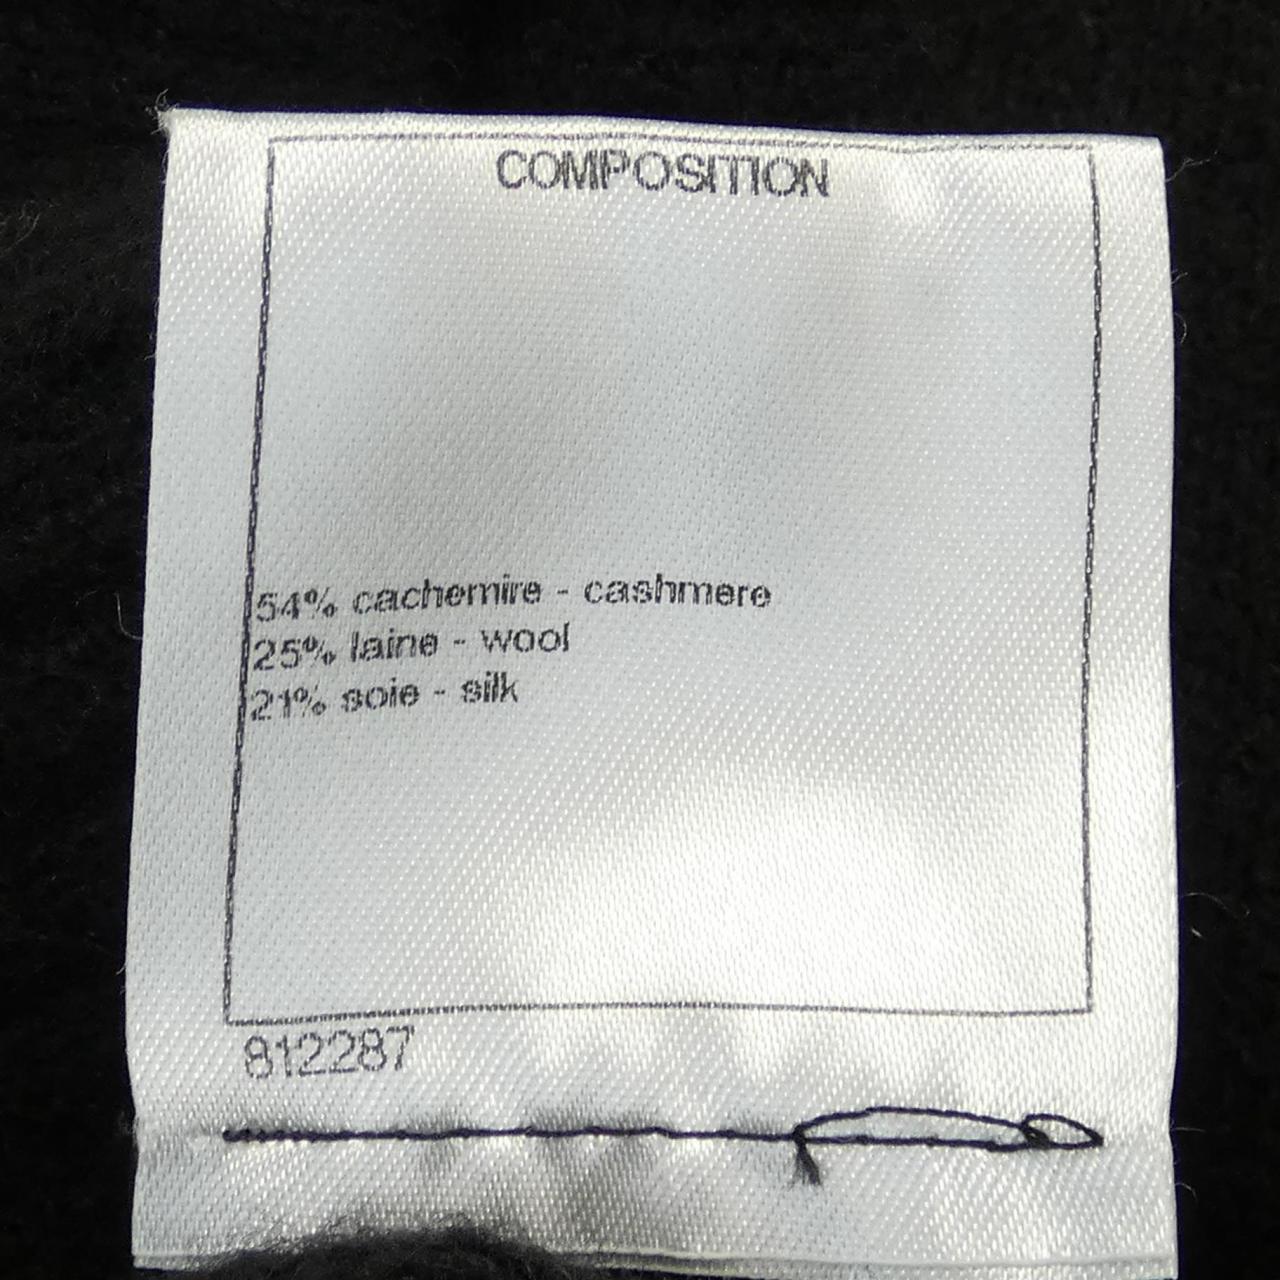 COMPOSITION
54% cachemire - cashmere
25% laine - wool
21% soie - silk
812287